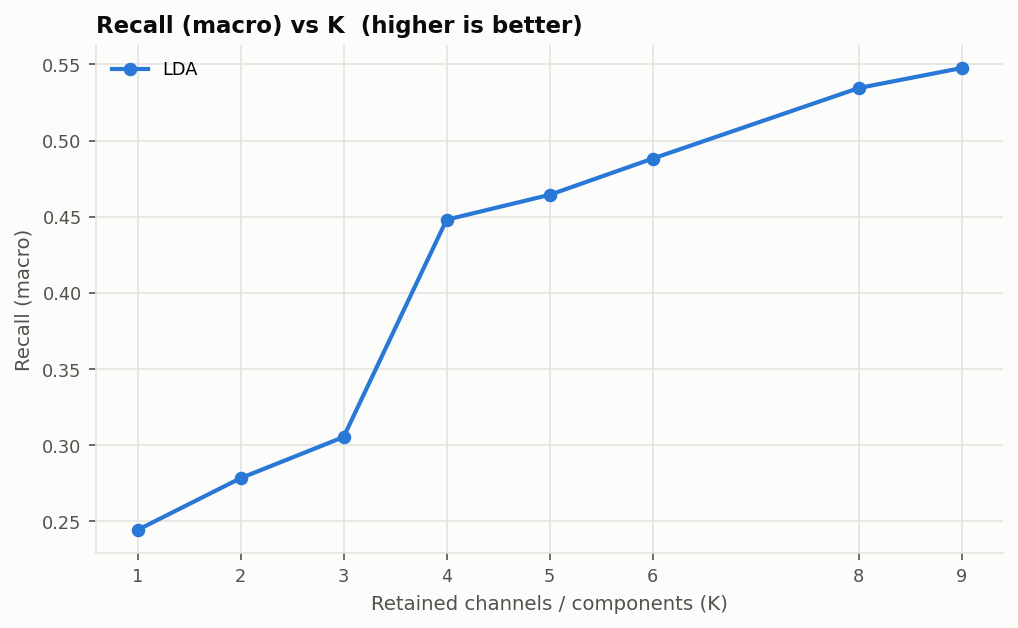 Recall (macro) vs K  (higher is better)
LDA
0.55
0.50
0.45
0.40
0.35
0.30
0.25
Recall (macro)
1 2 3 4 5 6 8 9
Retained channels / components (K)